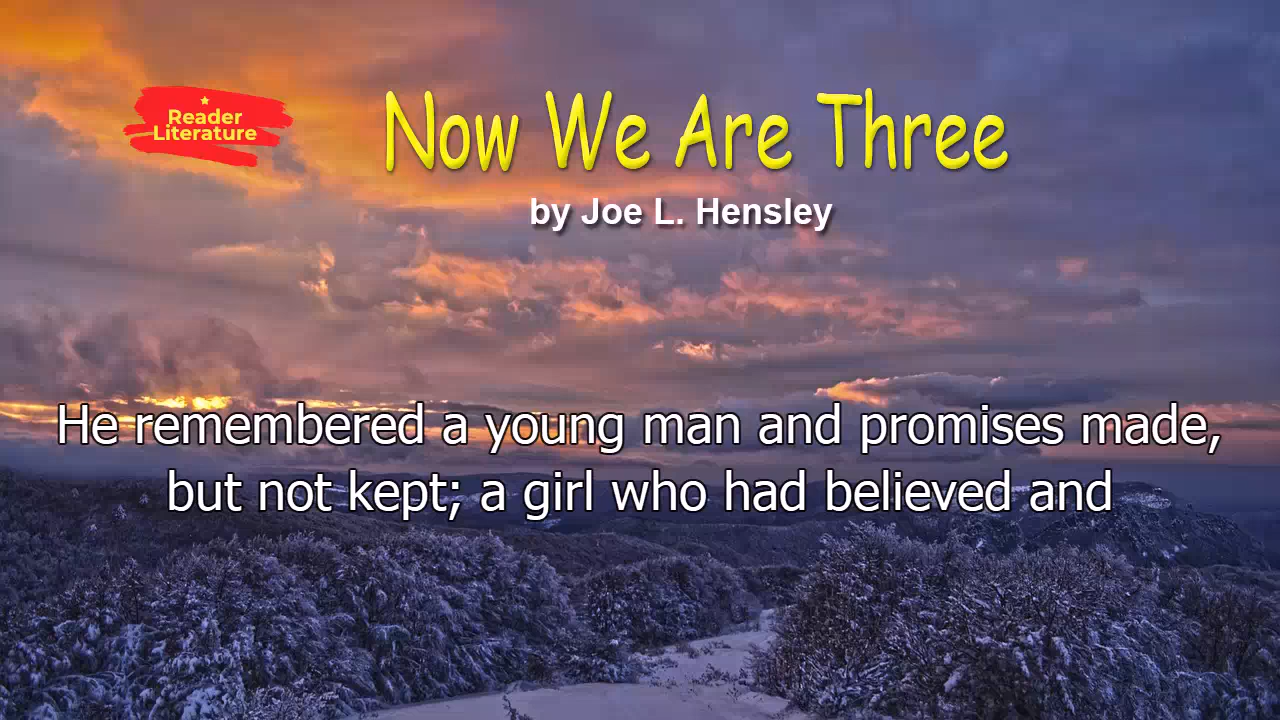 Reader
Literature
Now We Are Three
by Joe L. Hensley
He remembered a young man and promises made,
but not kept; a girl who had believed and